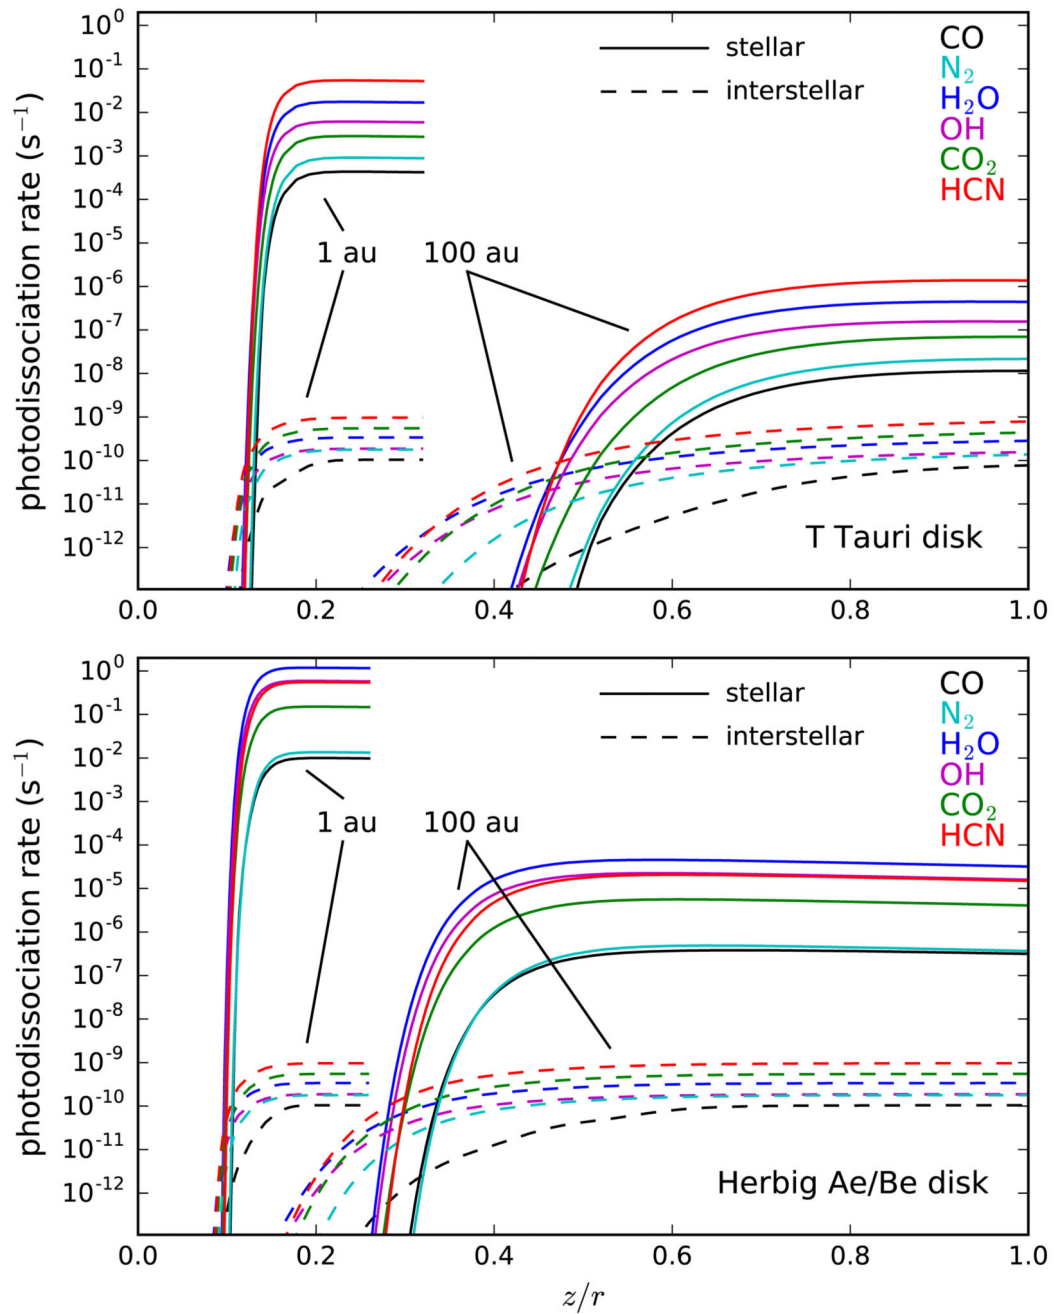 10⁰
10⁻¹
10⁻²
10⁻³
10⁻⁴
10⁻⁵
10⁻⁶
10⁻⁷
10⁻⁸
10⁻⁹
10⁻¹⁰
10⁻¹¹
10⁻¹²
photodissociation rate (s⁻¹)
stellar
interstellar
CO
N₂
H₂O
OH
CO₂
HCN
1 au
100 au
T Tauri disk
0.0 0.2 0.4 0.6 0.8 1.0
10⁰
10⁻¹
10⁻²
10⁻³
10⁻⁴
10⁻⁵
10⁻⁶
10⁻⁷
10⁻⁸
10⁻⁹
10⁻¹⁰
10⁻¹¹
10⁻¹²
photodissociation rate (s⁻¹)
stellar
interstellar
CO
N₂
H₂O
OH
CO₂
HCN
1 au
100 au
Herbig Ae/Be disk
0.0 0.2 0.4 0.6 0.8 1.0
z/r